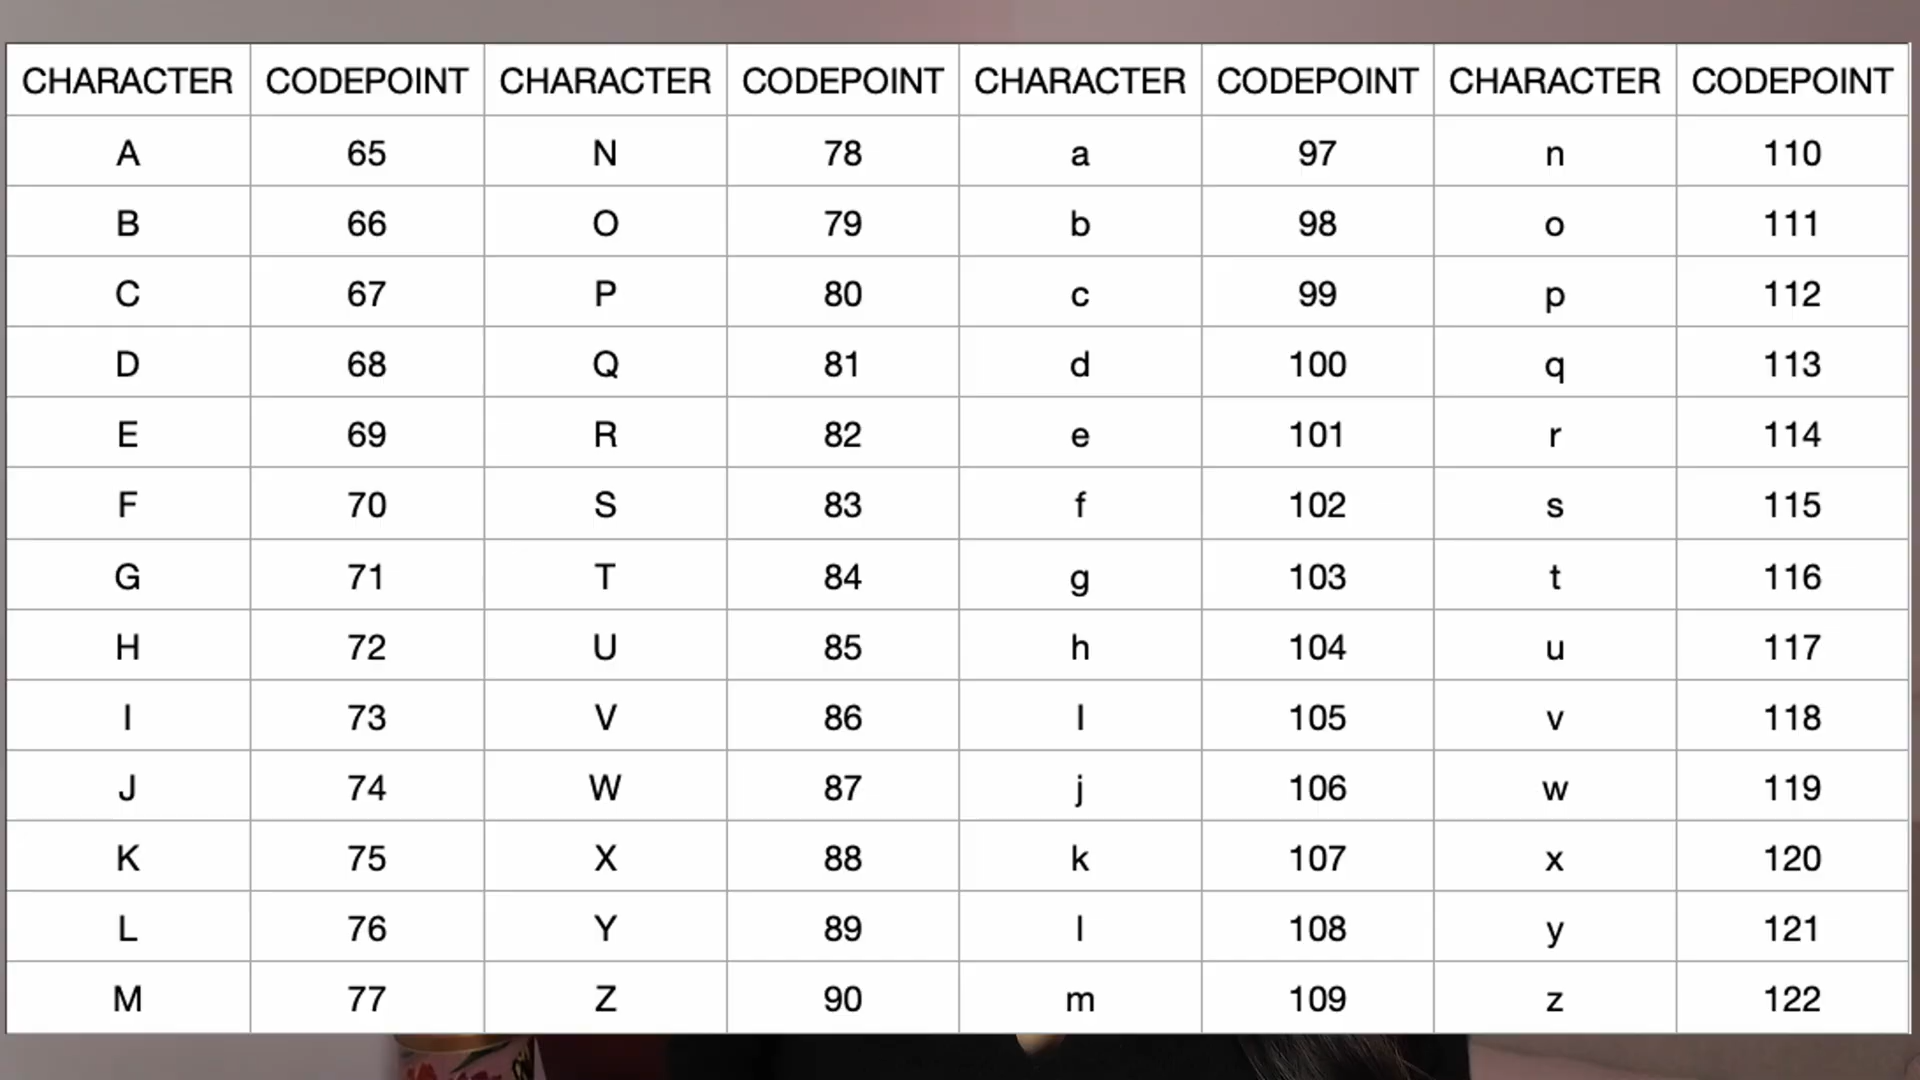 CHARACTER CODEPOINT CHARACTER CODEPOINT CHARACTER CODEPOINT CHARACTER CODEPOINT
A 65 N 78 a 97 n 110
B 66 O 79 b 98 o 111
C 67 P 80 c 99 p 112
D 68 Q 81 d 100 q 113
E 69 R 82 e 101 r 114
F 70 S 83 f 102 s 115
G 71 T 84 g 103 t 116
H 72 U 85 h 104 u 117
I 73 V 86 I 105 v 118
J 74 W 87 j 106 w 119
K 75 X 88 k 107 x 120
L 76 Y 89 l 108 y 121
M 77 Z 90 m 109 z 122